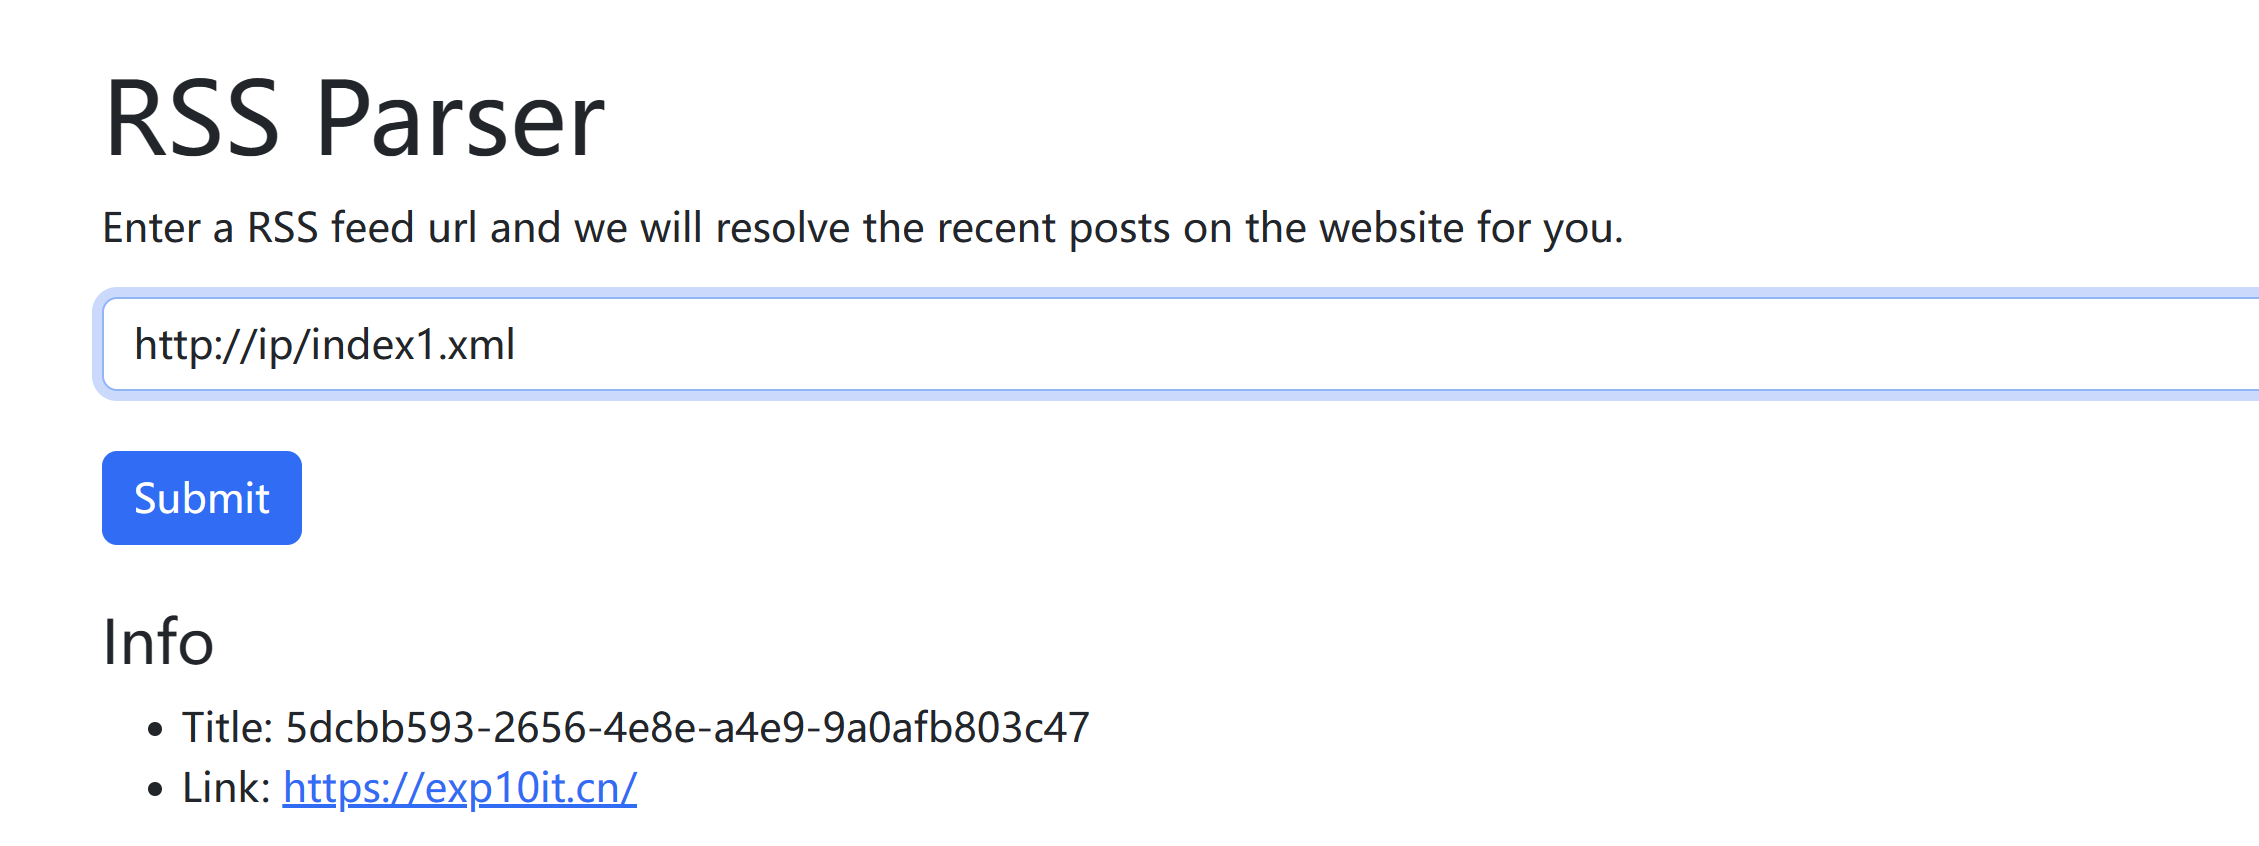 RSS Parser
Enter a RSS feed url and we will resolve the recent posts on the website for you.
http://ip/index1.xml
Submit
Info
• Title: 5dcbb593-2656-4e8e-a4e9-9a0afb803c47
• Link: https://exp10it.cn/